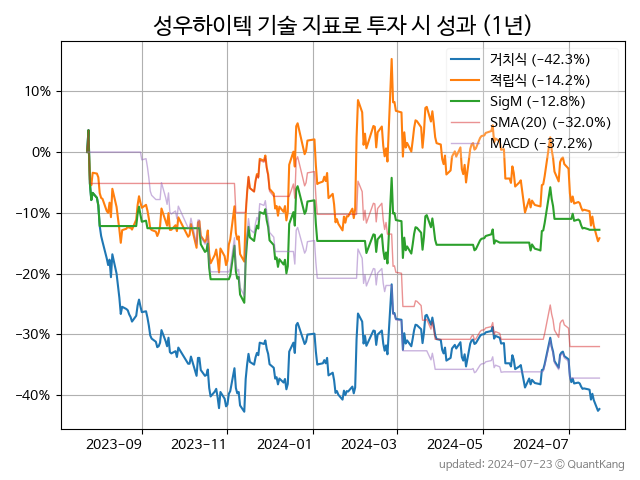 성우하이텍 기술 지표로 투자 시 성과 (1년)
거치식 (−42.3%)
적립식 (−14.2%)
SigM (−12.8%)
SMA(20) (−32.0%)
MACD (−37.2%)
10%
0%
−10%
−20%
−30%
−40%
2023-09
2023-11
2024-01
2024-03
2024-05
2024-07
updated: 2024-07-23 © QuantKang